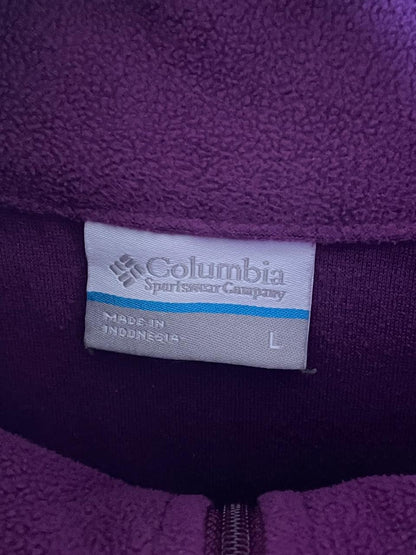 Columbia
Sportswear Company
MADE IN
INDONESIA
L